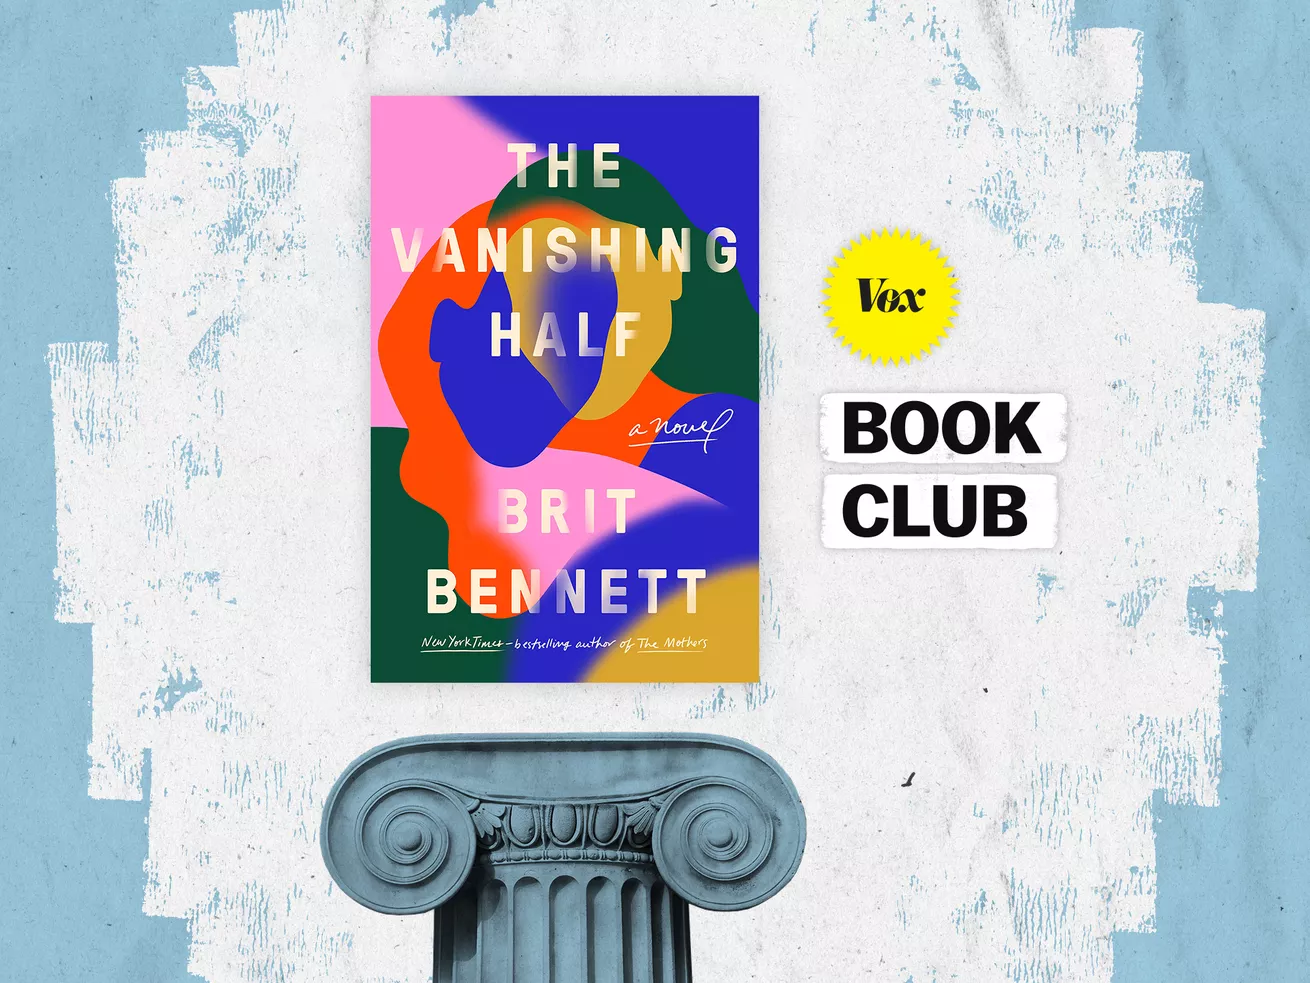 THE
VANISHING
HALF
a novel
BRIT
BENNETT
New York Times–bestselling author of The Mothers
Vox
BOOK
CLUB